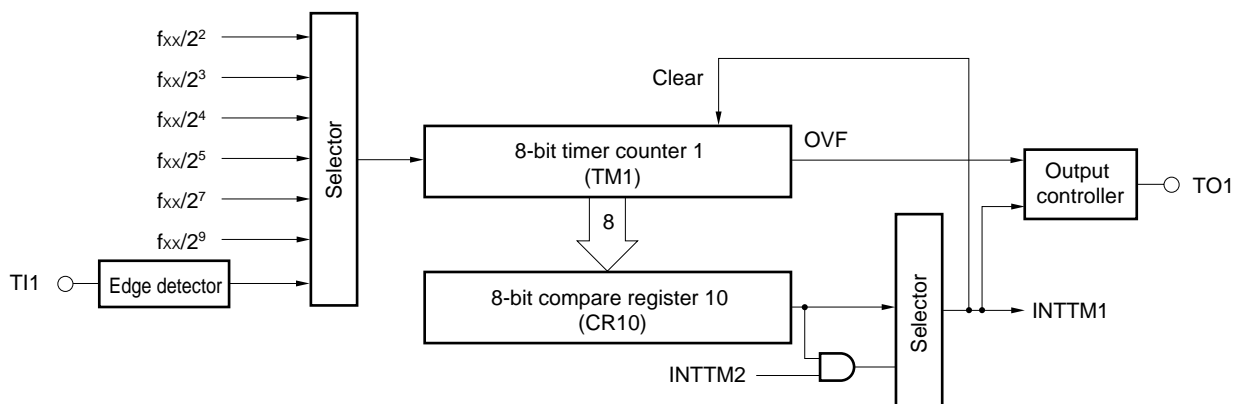 fxx/2²
fxx/2³
fxx/2⁴
fxx/2⁵
fxx/2⁷
fxx/2⁹
TI1
Edge detector
Selector
Clear
8-bit timer counter 1
(TM1)
OVF
8
8-bit compare register 10
(CR10)
INTTM2
Selector
Output
controller
TO1
INTTM1